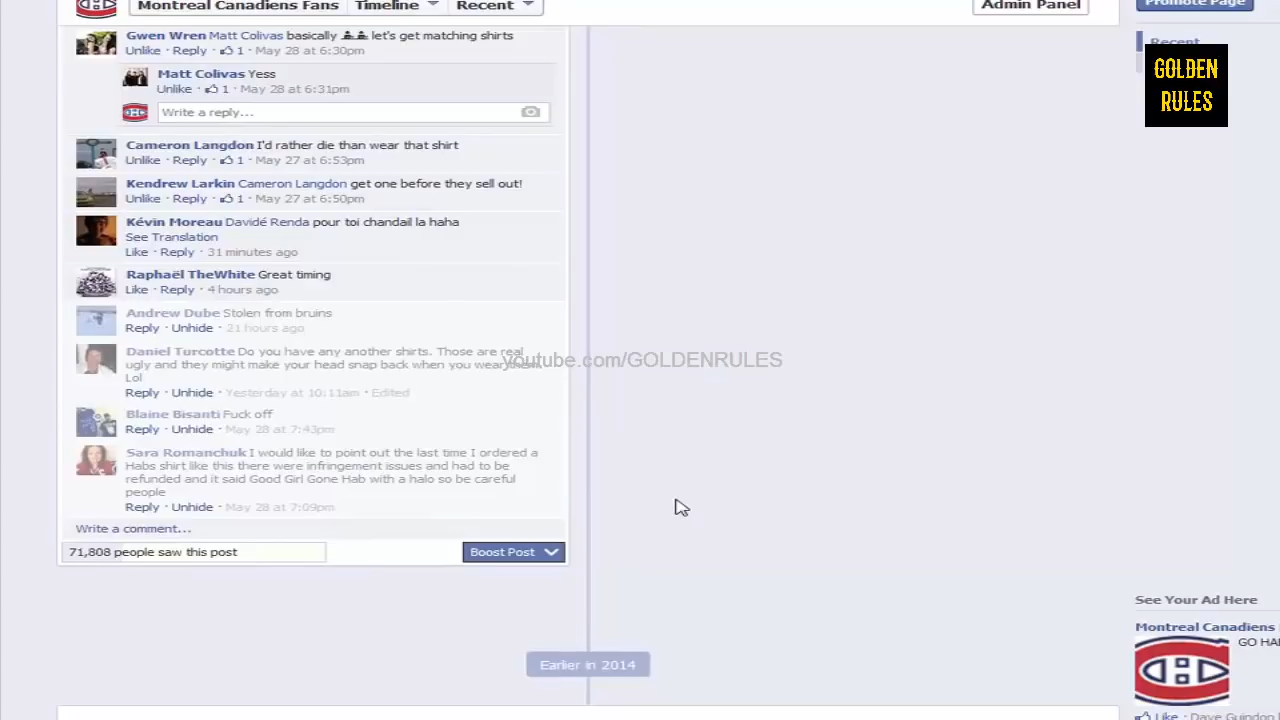 Montreal Canadiens Fans Timeline Recent Admin Panel Promote Page
Gwen Wren Matt Colivas basically let's get matching shirts
Unlike · Reply · 1 · May 28 at 6:30pm
Matt Colivas Yess
Unlike · 1 · May 28 at 6:31pm
Write a reply...
Cameron Langdon I'd rather die than wear that shirt
Unlike · Reply · 1 · May 27 at 6:53pm
Kendrew Larkin Cameron Langdon get one before they sell out!
Unlike · Reply · 1 · May 27 at 6:50pm
Kévin Moreau Davidé Renda pour toi chandail la haha
See Translation
Like · Reply · 31 minutes ago
Raphaël TheWhite Great timing
Like · Reply · 4 hours ago
Andrew Dube Stolen from bruins
Reply · Unhide · 21 hours ago
Daniel Turcotte Do you have any another shirts. Those are real
ugly and they might make your head snap back when you wear them.
Lol
Reply · Unhide · Yesterday at 10:11am · Edited
Blaine Bisanti Fuck off
Reply · Unhide · May 28 at 7:43pm
Sara Romanchuk I would like to point out the last time I ordered a
Habs shirt like this there were infringement issues and had to be
refunded and it said Good Girl Gone Hab with a halo so be careful
people
Reply · Unhide · May 28 at 7:09pm
Write a comment...
71,808 people saw this post Boost Post
Earlier in 2014
Recent
GOLDEN
RULES
youtube.com/GOLDENRULES
See Your Ad Here
Montreal Canadiens
GO HA
Like · Dave Guindon